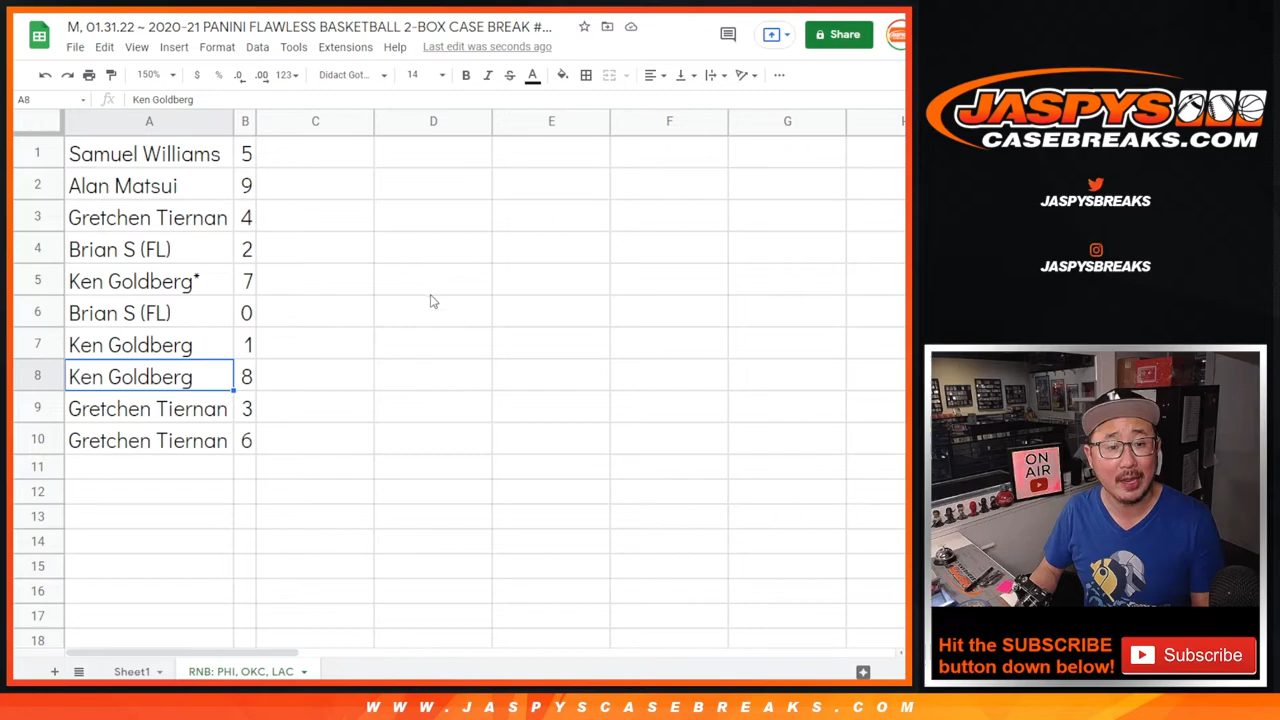 M, 01.31.22 ~ 2020-21 PANINI FLAWLESS BASKETBALL 2-BOX CASE BREAK #...
Share
File Edit View Insert Format Data Tools Extensions Help Last edit was seconds ago
150% $ % .0 .00 123 Didact Got... 14 B I S A
A8 fx Ken Goldberg
A B C D E F G H
1 Samuel Williams 5
2 Alan Matsui 9
3 Gretchen Tiernan 4
4 Brian S (FL) 2
5 Ken Goldberg* 7
6 Brian S (FL) 0
7 Ken Goldberg 1
8 Ken Goldberg 8
9 Gretchen Tiernan 3
10 Gretchen Tiernan 6
11
12
13
14
15
16
17
18
+ Sheet1 RNB: PHI, OKC, LAC
JASPYS
CASEBREAKS.COM
JASPYSBREAKS
JASPYSBREAKS
ON
AIR
Hit the SUBSCRIBE
button down below!
Subscribe
WWW.JASPYSCASEBREAKS.COM